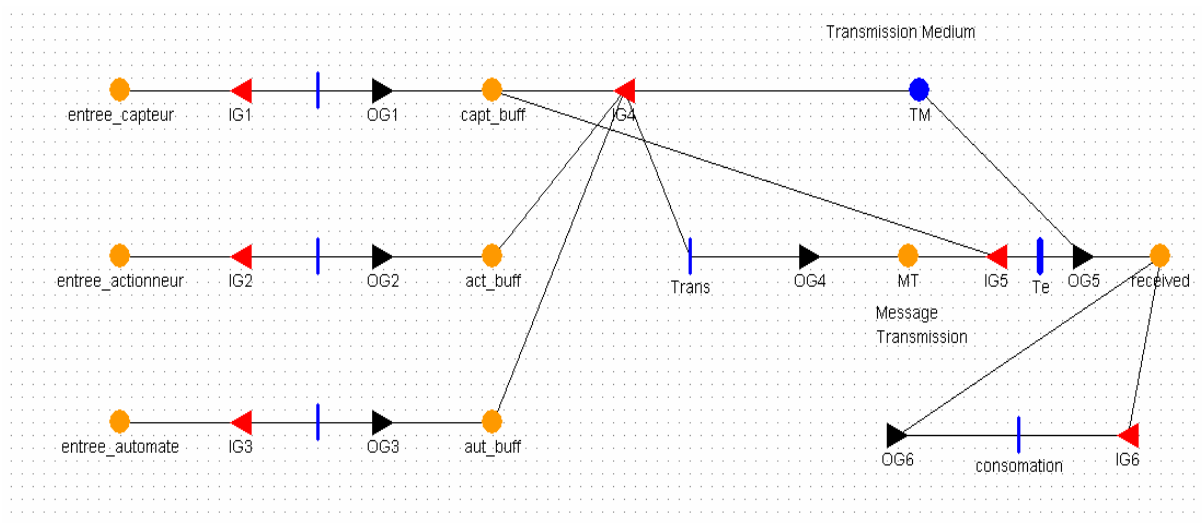 Transmission Medium
entree_capteur IG1 OG1 capt_buff IG4 TM
entree_actionneur IG2 OG2 act_buff Trans OG4 MT IG5 Te OG5 received
Message
Transmission
entree_automate IG3 OG3 aut_buff OG6 consomation IG6